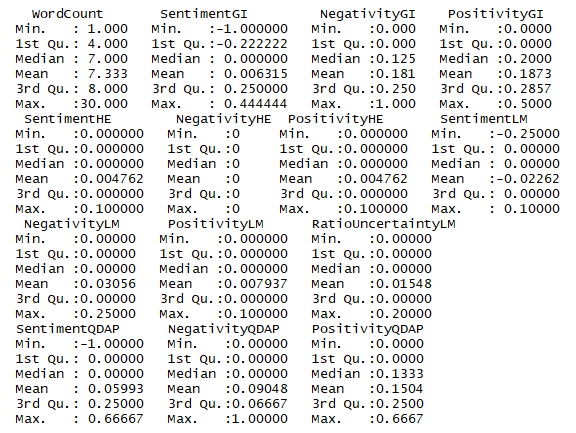 WordCount SentimentGI NegativityGI PositivityGI
Min. : 1.000 Min. :-1.000000 Min. :0.000 Min. :0.0000
1st Qu.: 4.000 1st Qu.:-0.222222 1st Qu.:0.000 1st Qu.:0.0000
Median : 7.000 Median : 0.000000 Median :0.125 Median :0.2000
Mean : 7.333 Mean : 0.006315 Mean :0.181 Mean :0.1873
3rd Qu.: 8.000 3rd Qu.: 0.250000 3rd Qu.:0.250 3rd Qu.:0.2857
Max. :30.000 Max. : 0.444444 Max. :1.000 Max. :0.5000
SentimentHE NegativityHE PositivityHE SentimentLM
Min. :0.000000 Min. :0 Min. :0.000000 Min. :-0.25000
1st Qu.:0.000000 1st Qu.:0 1st Qu.:0.000000 1st Qu.: 0.00000
Median :0.000000 Median :0 Median :0.000000 Median : 0.00000
Mean :0.004762 Mean :0 Mean :0.004762 Mean :-0.02262
3rd Qu.:0.000000 3rd Qu.:0 3rd Qu.:0.000000 3rd Qu.: 0.00000
Max. :0.100000 Max. :0 Max. :0.100000 Max. : 0.10000
NegativityLM PositivityLM RatioUncertaintyLM
Min. :0.00000 Min. :0.000000 Min. :0.00000
1st Qu.:0.00000 1st Qu.:0.000000 1st Qu.:0.00000
Median :0.00000 Median :0.000000 Median :0.00000
Mean :0.03056 Mean :0.007937 Mean :0.01548
3rd Qu.:0.00000 3rd Qu.:0.000000 3rd Qu.:0.00000
Max. :0.25000 Max. :0.100000 Max. :0.20000
SentimentQDAP NegativityQDAP PositivityQDAP
Min. :-1.00000 Min. :0.00000 Min. :0.0000
1st Qu.: 0.00000 1st Qu.:0.00000 1st Qu.:0.0000
Median : 0.00000 Median :0.00000 Median :0.1333
Mean : 0.05993 Mean :0.09048 Mean :0.1504
3rd Qu.: 0.25000 3rd Qu.:0.06667 3rd Qu.:0.2500
Max. : 0.66667 Max. :1.00000 Max. :0.6667